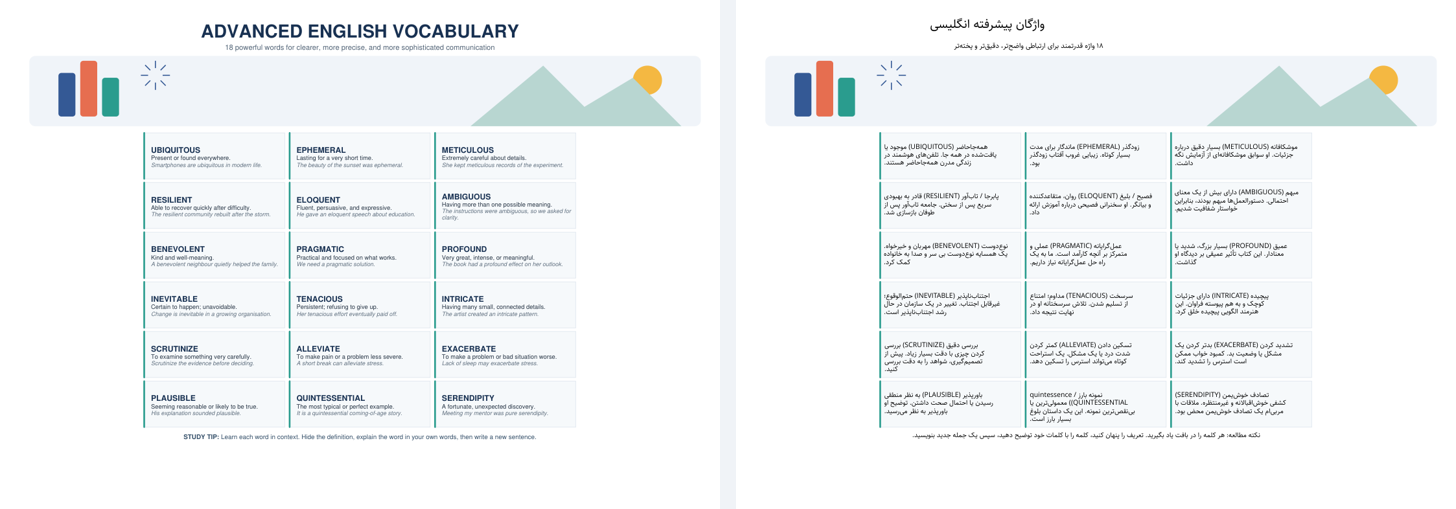 ADVANCED ENGLISH VOCABULARY
18 powerful words for clearer, more precise, and more sophisticated communication
UBIQUITOUS
Present or found everywhere.
Smartphones are ubiquitous in modern life.
EPHEMERAL
Lasting for a very short time.
The beauty of the sunset was ephemeral.
METICULOUS
Extremely careful about details.
She kept meticulous records of the experiment.
RESILIENT
Able to recover quickly after difficulty.
The resilient community rebuilt after the storm.
ELOQUENT
Fluent, persuasive, and expressive.
He gave an eloquent speech about education.
AMBIGUOUS
Having more than one possible meaning.
The instructions were ambiguous, so we asked for
clarity.
BENEVOLENT
Kind and well-meaning.
A benevolent neighbour quietly helped the family.
PRAGMATIC
Practical and focused on what works.
We need a pragmatic solution.
PROFOUND
Very great, intense, or meaningful.
The book had a profound effect on her outlook.
INEVITABLE
Certain to happen; unavoidable.
Change is inevitable in a growing organisation.
TENACIOUS
Persistent; refusing to give up.
Her tenacious effort eventually paid off.
INTRICATE
Having many small, connected details.
The artist created an intricate pattern.
SCRUTINIZE
To examine something very carefully.
Scrutinize the evidence before deciding.
ALLEVIATE
To make pain or a problem less severe.
A short break can alleviate stress.
EXACERBATE
To make a problem or bad situation worse.
Lack of sleep may exacerbate stress.
PLAUSIBLE
Seeming reasonable or likely to be true.
His explanation sounded plausible.
QUINTESSENTIAL
The most typical or perfect example.
It is a quintessential coming-of-age story.
SERENDIPITY
A fortunate, unexpected discovery.
Meeting my mentor was pure serendipity.
STUDY TIP: Learn each word in context. Hide the definition, explain the word in your own words, then write a new sentence.
واژگان پیشرفته انگلیسی
۱۸ واژه قدرتمند برای ارتباطی واضح‌تر، دقیق‌تر و پخته‌تر
همه‌جاحاضر (UBIQUITOUS) موجود یا
یافت‌شده در همه جا. تلفن‌های هوشمند در
زندگی مدرن همه‌جاحاضر هستند.
زودگذر (EPHEMERAL) ماندگار برای مدت
بسیار کوتاه. زیبایی غروب آفتاب زودگذر
بود.
موشکافانه (METICULOUS) بسیار دقیق درباره
جزئیات. او سوابق موشکافانه‌ای از آزمایش نگه
داشت.
پابرجا / تاب‌آور (RESILIENT) قادر به بهبودی
سریع پس از سختی. جامعه تاب‌آور پس از
طوفان بازسازی شد.
فصیح / بلیغ (ELOQUENT) روان، متقاعدکننده
و بیانگر. او سخنرانی فصیحی درباره آموزش ارائه
داد.
مبهم (AMBIGUOUS) دارای بیش از یک معنای
احتمالی. دستورالعمل‌ها مبهم بودند، بنابراین
خواستار شفافیت شدیم.
نوع‌دوست (BENEVOLENT) مهربان و خیرخواه.
یک همسایه نوع‌دوست بی سر و صدا به خانواده
کمک کرد.
عمل‌گرایانه (PRAGMATIC) عملی و
متمرکز بر آنچه کارآمد است. ما به یک
راه حل عمل‌گرایانه نیاز داریم.
عمیق (PROFOUND) بسیار بزرگ، شدید یا
معنادار. این کتاب تأثیر عمیقی بر دیدگاه او
گذاشت.
اجتناب‌ناپذیر (INEVITABLE) حتم‌الوقوع؛
غیرقابل اجتناب. تغییر در یک سازمان در حال
رشد اجتناب‌ناپذیر است.
سرسخت (TENACIOUS) مداوم؛ امتناع
از تسلیم شدن. تلاش سرسختانه او در
نهایت نتیجه داد.
پیچیده (INTRICATE) دارای جزئیات
کوچک و به هم پیوسته فراوان. این
هنرمند الگویی پیچیده خلق کرد.
بررسی دقیق (SCRUTINIZE) بررسی
کردن چیزی با دقت بسیار زیاد. پیش از
تصمیم‌گیری، شواهد را به دقت بررسی
کنید.
تسکین دادن (ALLEVIATE) کمتر کردن
شدت درد یا یک مشکل. یک استراحت
کوتاه می‌تواند استرس را تسکین دهد.
تشدید کردن (EXACERBATE) بدتر کردن یک
مشکل یا وضعیت بد. کمبود خواب ممکن
است استرس را تشدید کند.
باورپذیر (PLAUSIBLE) به نظر منطقی
رسیدن یا احتمال صحت داشتن. توضیح او
باورپذیر به نظر می‌رسید.
نمونه بارز / quintessence
(QUINTESSENTIAL)) معمولی‌ترین یا
بی‌نقص‌ترین نمونه. این یک داستان بلوغ
بسیار بارز است.
تصادف خوش‌یمن (SERENDIPITY)
کشفی خوش‌اقبالانه و غیرمنتظره. ملاقات با
مربی‌ام یک تصادف خوش‌یمن محض بود.
نکته مطالعه: هر کلمه را در بافت یاد بگیرید. تعریف را پنهان کنید، کلمه را با کلمات خود توضیح دهید، سپس یک جمله جدید بنویسید.